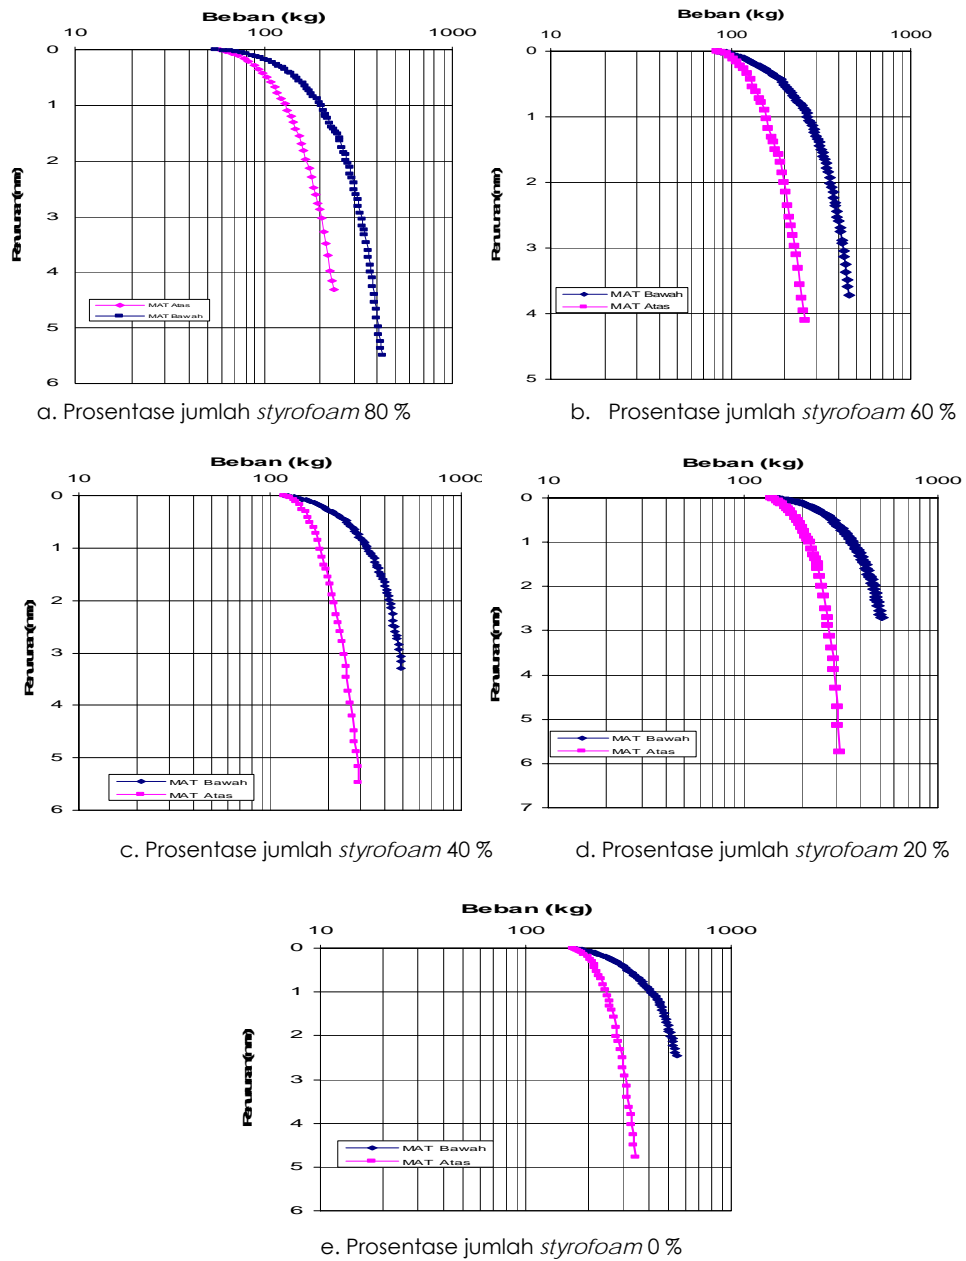 Beban (kg)
10 100 1000
0
1
2
3
4
5
6
MAT Atas
MAT Bawah
a. Prosentase jumlah styrofoam 80 %
Beban (kg)
10 100 1000
0
1
2
3
4
5
MAT Bawah
MAT Atas
b. Prosentase jumlah styrofoam 60 %
Beban (kg)
10 100 1000
0
1
2
3
4
5
6
MAT Bawah
MAT Atas
c. Prosentase jumlah styrofoam 40 %
Beban (kg)
10 100 1000
0
1
2
3
4
5
6
7
MAT Bawah
MAT Atas
d. Prosentase jumlah styrofoam 20 %
Beban (kg)
10 100 1000
0
1
2
3
4
5
6
MAT Bawah
MAT Atas
e. Prosentase jumlah styrofoam 0 %